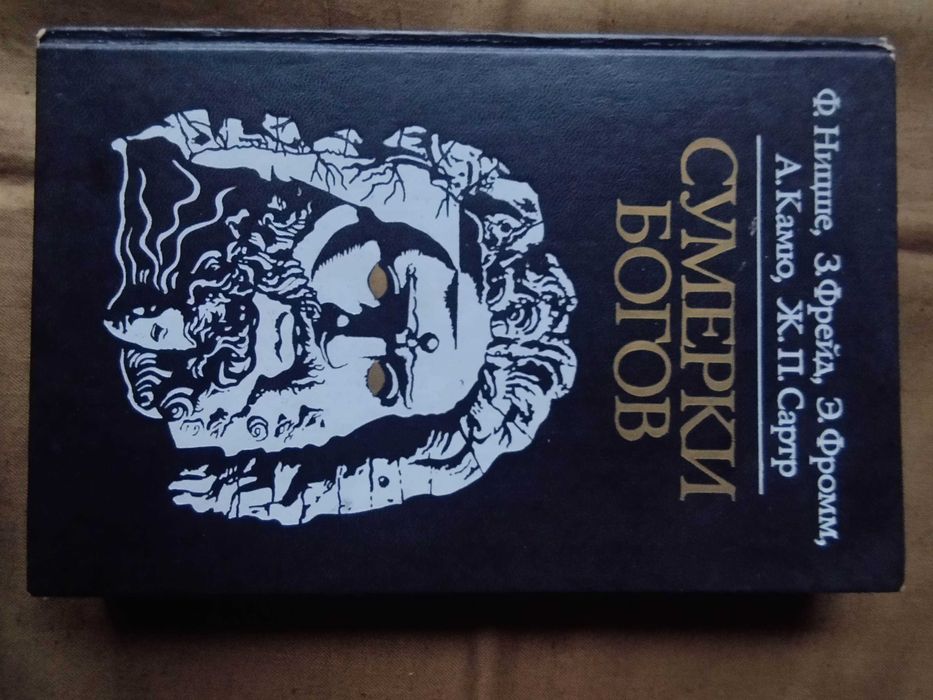 Ф. Ницше, З. Фрейд, Э. Фромм,
А. Камю, Ж. П. Сартр
СУМЕРКИ
БОГОВ